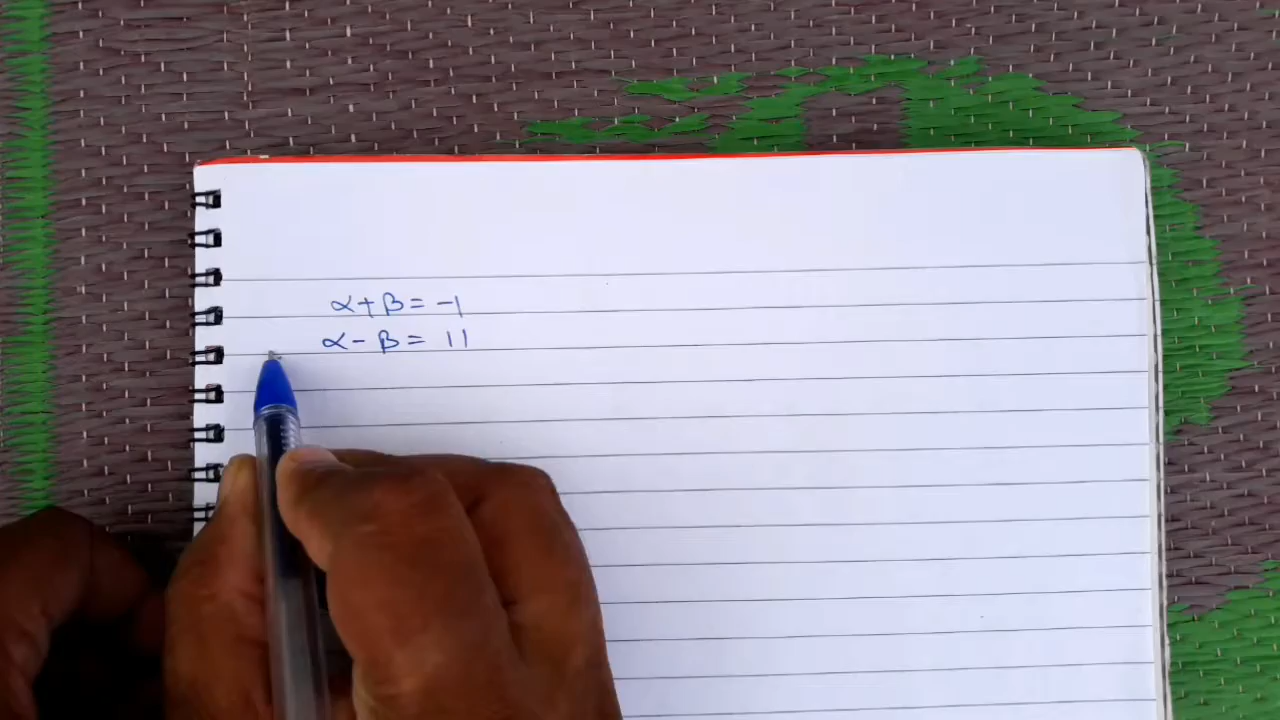 α+β = -1
α-β = 11